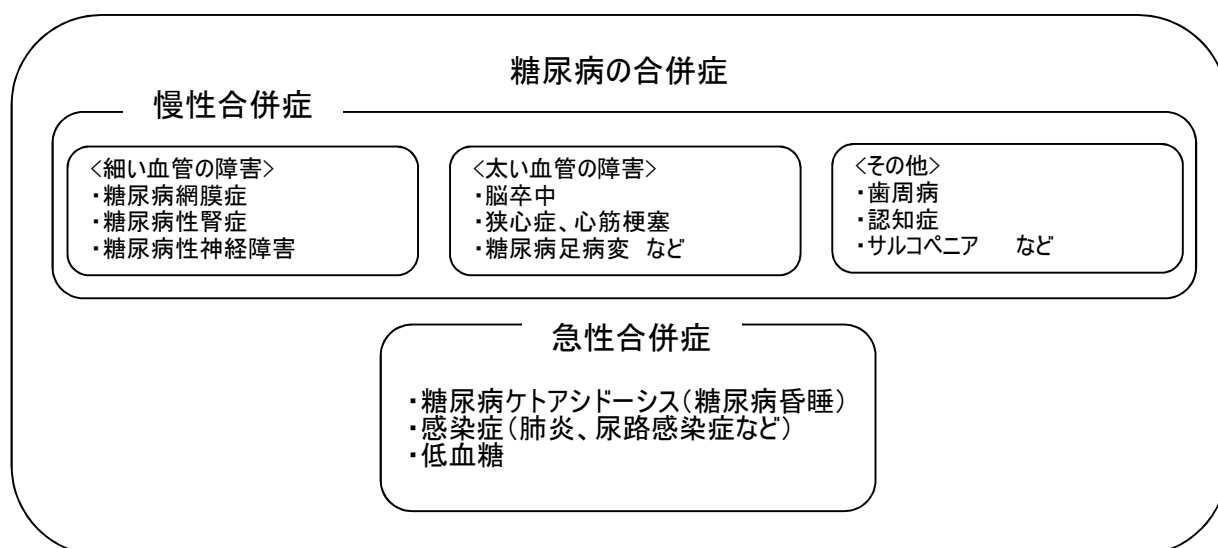 糖尿病の合併症
慢性合併症
<細い血管の障害>
・糖尿病網膜症
・糖尿病性腎症
・糖尿病性神経障害
<太い血管の障害>
・脳卒中
・狭心症、心筋梗塞
・糖尿病足病変 など
<その他>
・歯周病
・認知症
・サルコペニア など
急性合併症
・糖尿病ケトアシドーシス(糖尿病昏睡)
・感染症(肺炎、尿路感染症など)
・低血糖